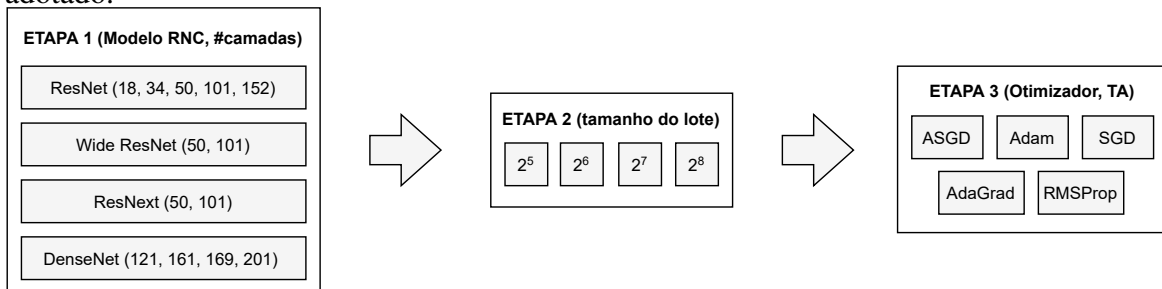 adotado.
ETAPA 1 (Modelo RNC, #camadas)
ResNet (18, 34, 50, 101, 152)
Wide ResNet (50, 101)
ResNext (50, 101)
DenseNet (121, 161, 169, 201)
ETAPA 2 (tamanho do lote)
2⁵ 2⁶ 2⁷ 2⁸
ETAPA 3 (Otimizador, TA)
ASGD Adam SGD
AdaGrad RMSProp